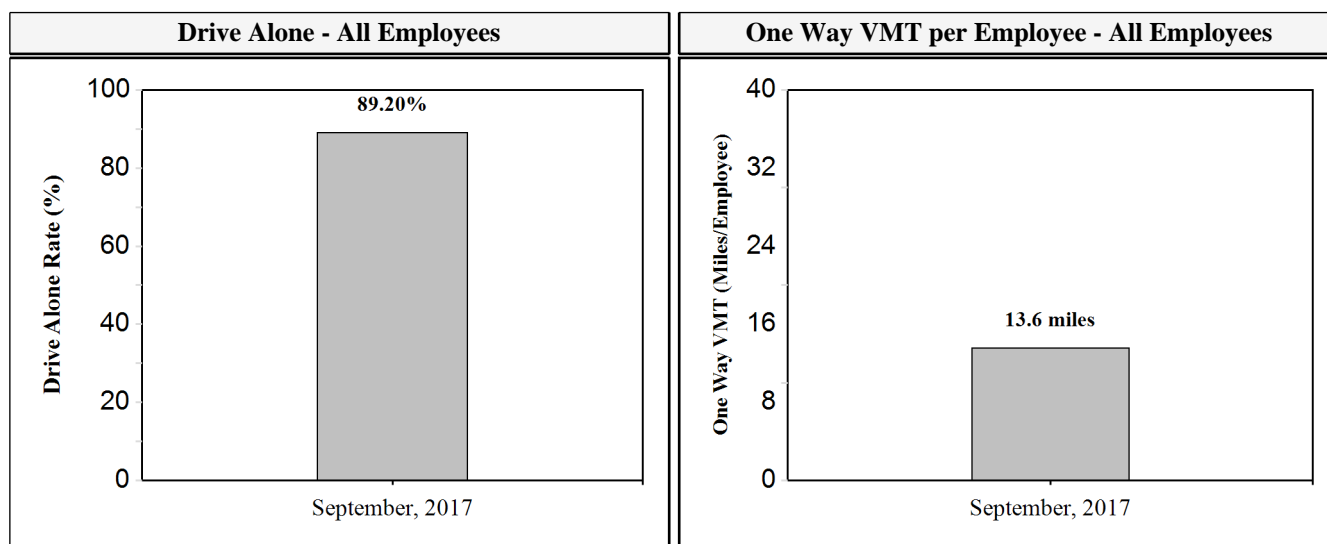 Drive Alone - All Employees
100
80
60
40
20
0
Drive Alone Rate (%)
89.20%
September, 2017
One Way VMT per Employee - All Employees
40
32
24
16
8
0
One Way VMT (Miles/Employee)
13.6 miles
September, 2017